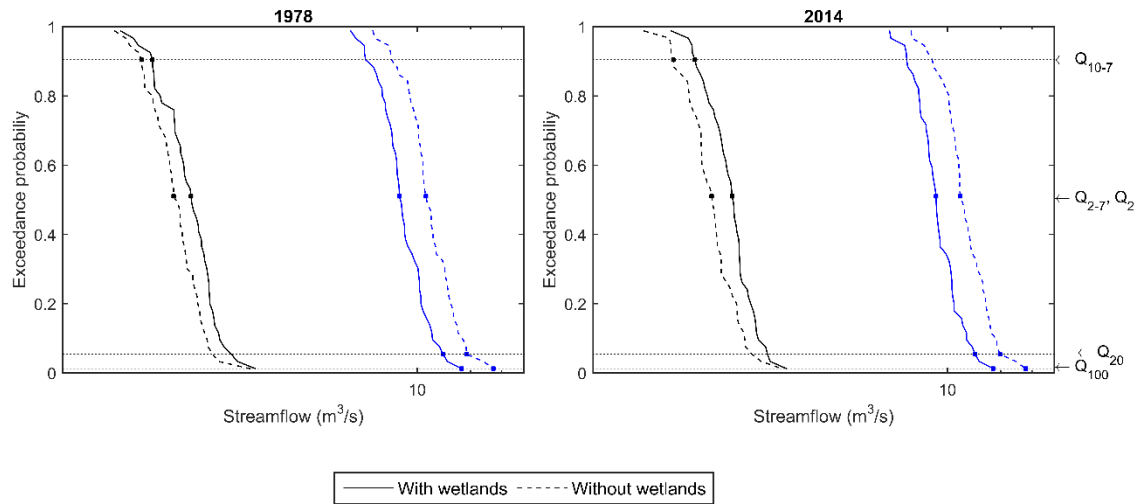 1978
1
0.8
0.6
0.4
0.2
0
Exceedance probabiliy
10
Streamflow (m³/s)
2014
1
0.8
0.6
0.4
0.2
0
Exceedance probabiliy
10
Streamflow (m³/s)
Q₁₀₋₇
Q₂₋₇, Q₂
Q₂₀
Q₁₀₀
With wetlands
Without wetlands